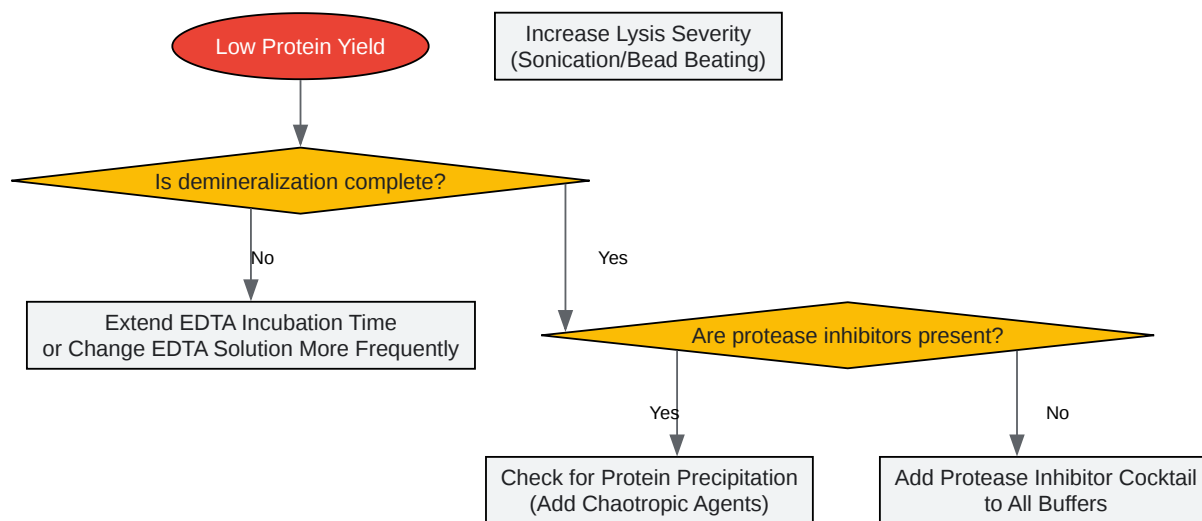 Low Protein Yield
Increase Lysis Severity
(Sonication/Bead Beating)
Is demineralization complete?
No
Yes
Extend EDTA Incubation Time
or Change EDTA Solution More Frequently
Are protease inhibitors present?
Yes
No
Check for Protein Precipitation
(Add Chaotropic Agents)
Add Protease Inhibitor Cocktail
to All Buffers